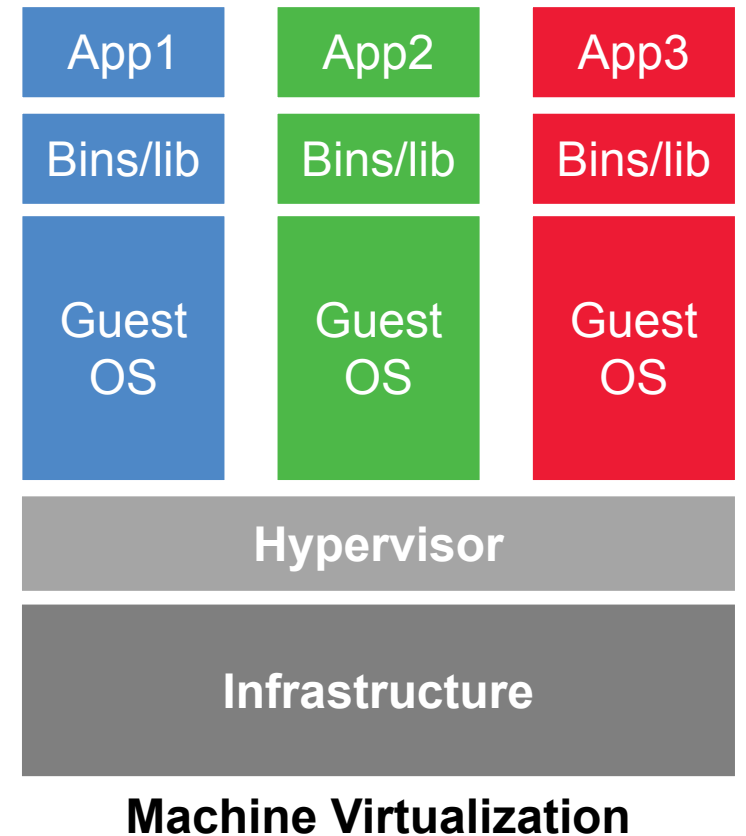 App1 App2 App3
Bins/lib Bins/lib Bins/lib
Guest Guest Guest
OS OS OS
Hypervisor
Infrastructure
Machine Virtualization